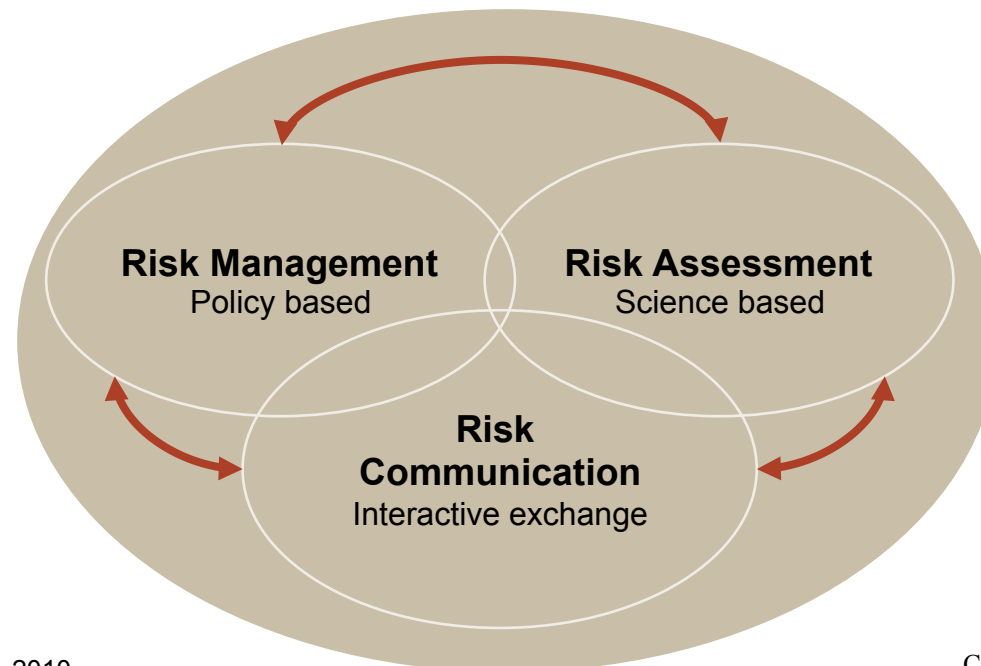 Risk Management
Policy based
Risk Assessment
Science based
Risk
Communication
Interactive exchange